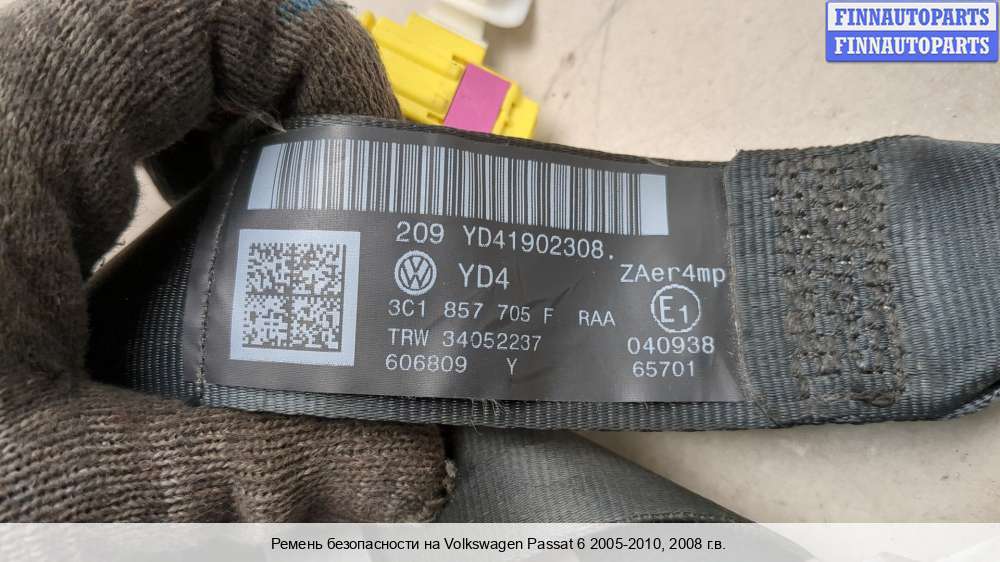 FINNAUTOPARTS
FINNAUTOPARTS
209 YD41902308.
YD4 ZAer4mp
3C1 857 705 F RAA E1
TRW 34052237 040938
606809 Y 65701
Ремень безопасности на Volkswagen Passat 6 2005-2010, 2008 г.в.